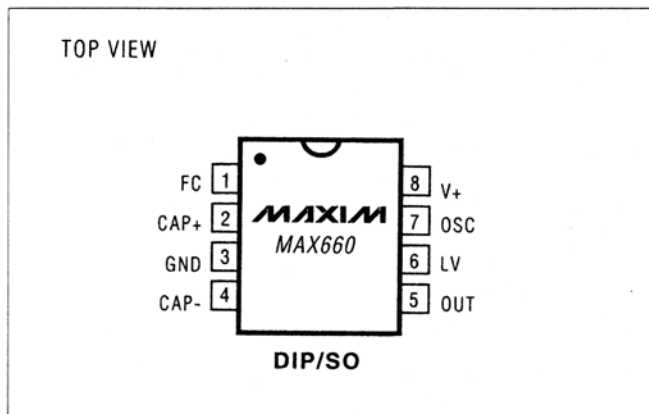 TOP VIEW
FC 1
CAP+ 2
GND 3
CAP- 4
MAXIM
MAX660
8 V+
7 OSC
6 LV
5 OUT
DIP/SO